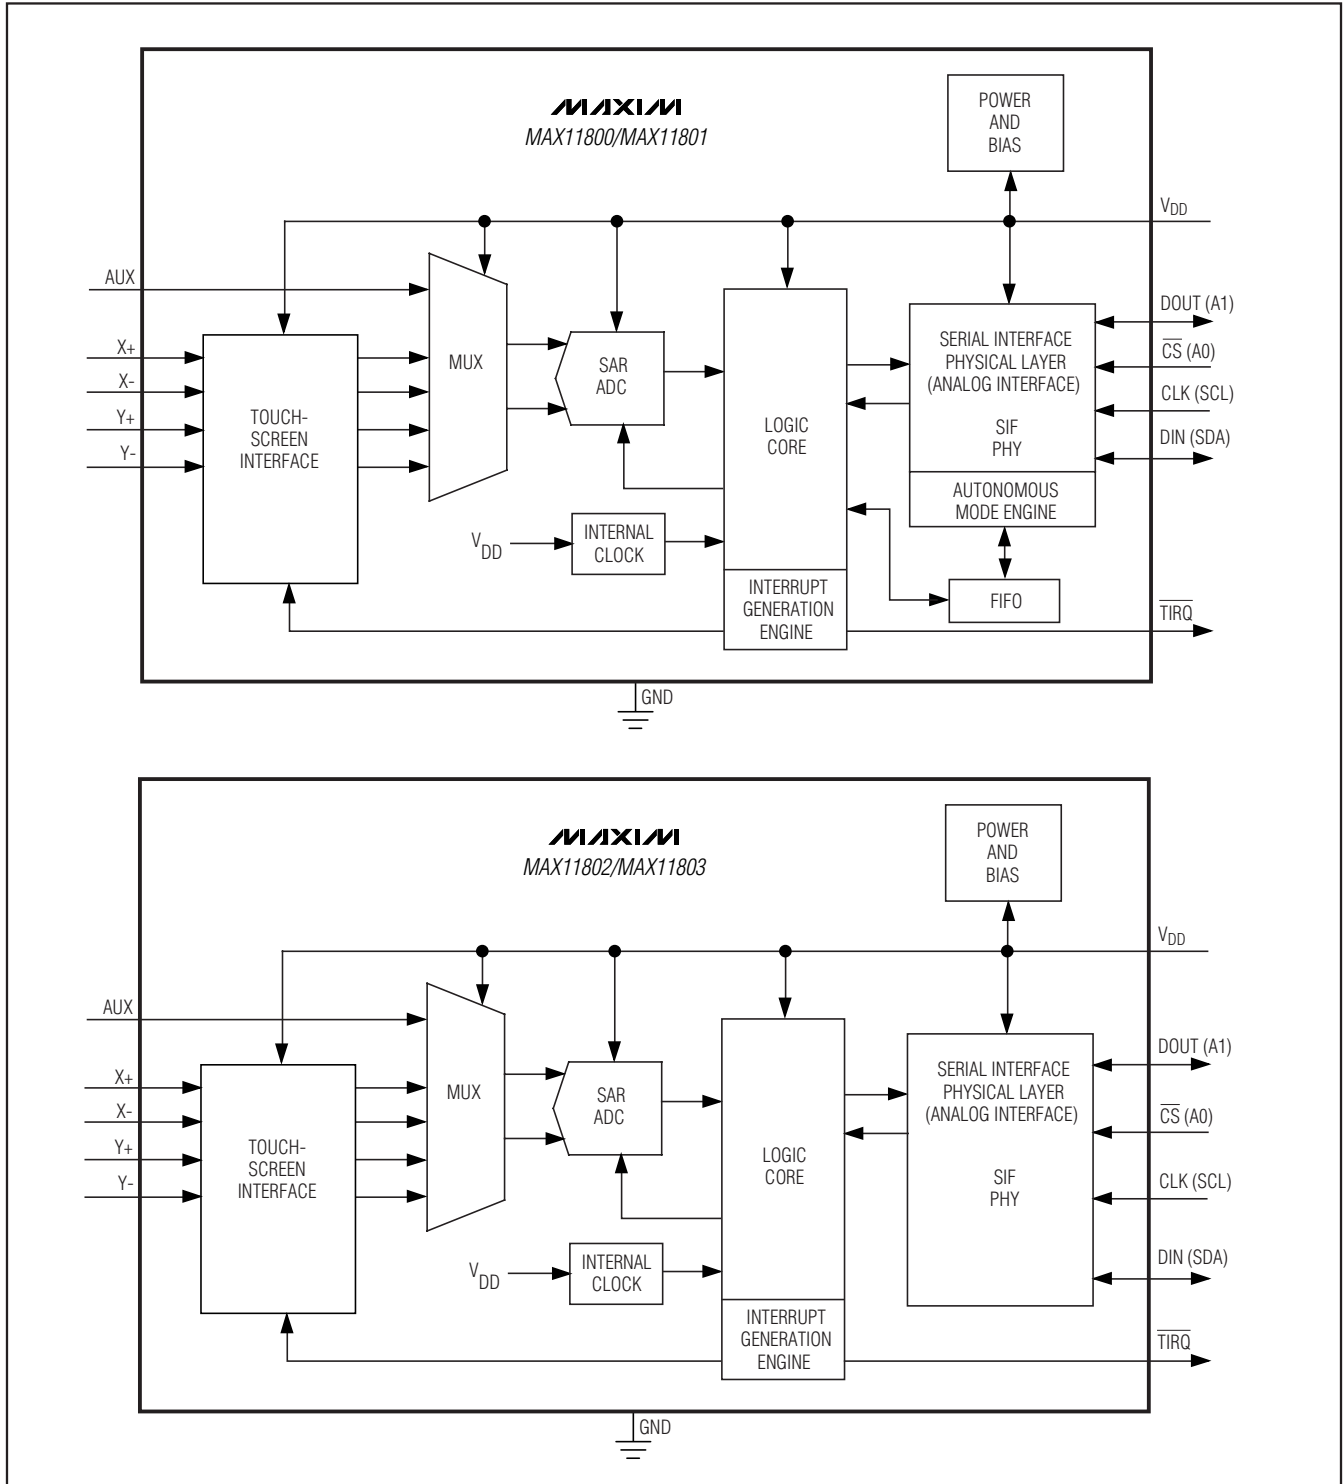 MAXIM
MAX11800/MAX11801
POWER
AND
BIAS
VDD
AUX
X+
X-
Y+
Y-
TOUCH-
SCREEN
INTERFACE
MUX
SAR
ADC
LOGIC
CORE
SERIAL INTERFACE
PHYSICAL LAYER
(ANALOG INTERFACE)
SIF
PHY
AUTONOMOUS
MODE ENGINE
DOUT (A1)
C̅S̅ (A0)
CLK (SCL)
DIN (SDA)
VDD
INTERNAL
CLOCK
INTERRUPT
GENERATION
ENGINE
FIFO
T̅I̅R̅Q̅
GND
MAXIM
MAX11802/MAX11803
POWER
AND
BIAS
VDD
AUX
X+
X-
Y+
Y-
TOUCH-
SCREEN
INTERFACE
MUX
SAR
ADC
LOGIC
CORE
SERIAL INTERFACE
PHYSICAL LAYER
(ANALOG INTERFACE)
SIF
PHY
DOUT (A1)
C̅S̅ (A0)
CLK (SCL)
DIN (SDA)
VDD
INTERNAL
CLOCK
INTERRUPT
GENERATION
ENGINE
T̅I̅R̅Q̅
GND